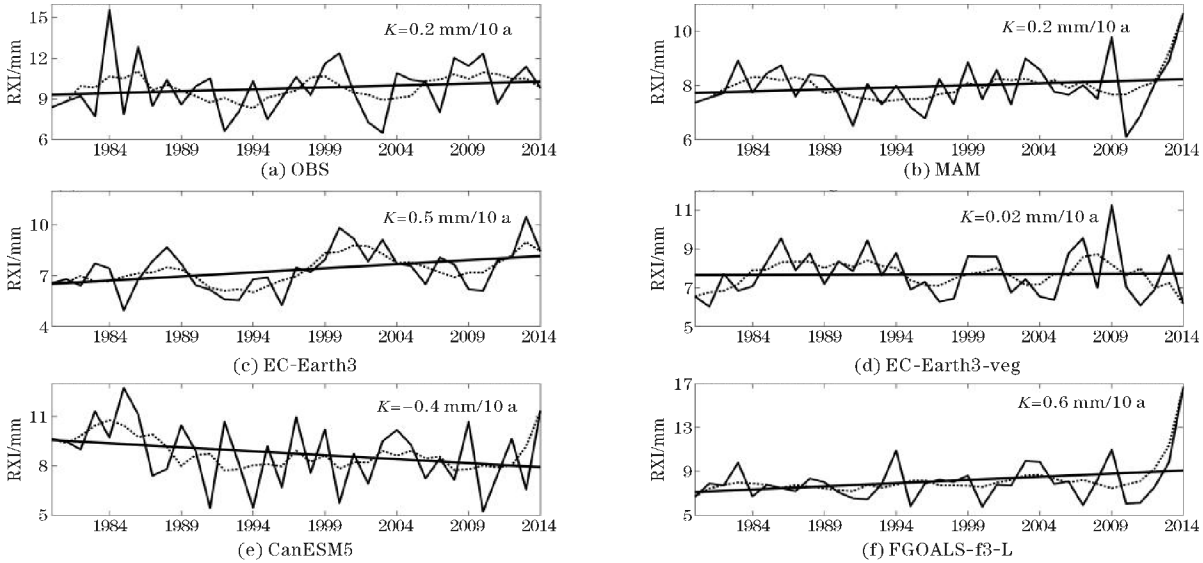 15
12
9
6
RXI/mm
K=0.2 mm/10 a
1984 1989 1994 1999 2004 2009 2014
(a) OBS
10
8
6
RXI/mm
K=0.2 mm/10 a
1984 1989 1994 1999 2004 2009 2014
(b) MAM
10
7
4
RXI/mm
K=0.5 mm/10 a
1984 1989 1994 1999 2004 2009 2014
(c) EC-Earth3
11
9
7
5
RXI/mm
K=0.02 mm/10 a
1984 1989 1994 1999 2004 2009 2014
(d) EC-Earth3-veg
11
8
5
RXI/mm
K=−0.4 mm/10 a
1984 1989 1994 1999 2004 2009 2014
(e) CanESM5
17
13
9
5
RXI/mm
K=0.6 mm/10 a
1984 1989 1994 1999 2004 2009 2014
(f) FGOALS-f3-L